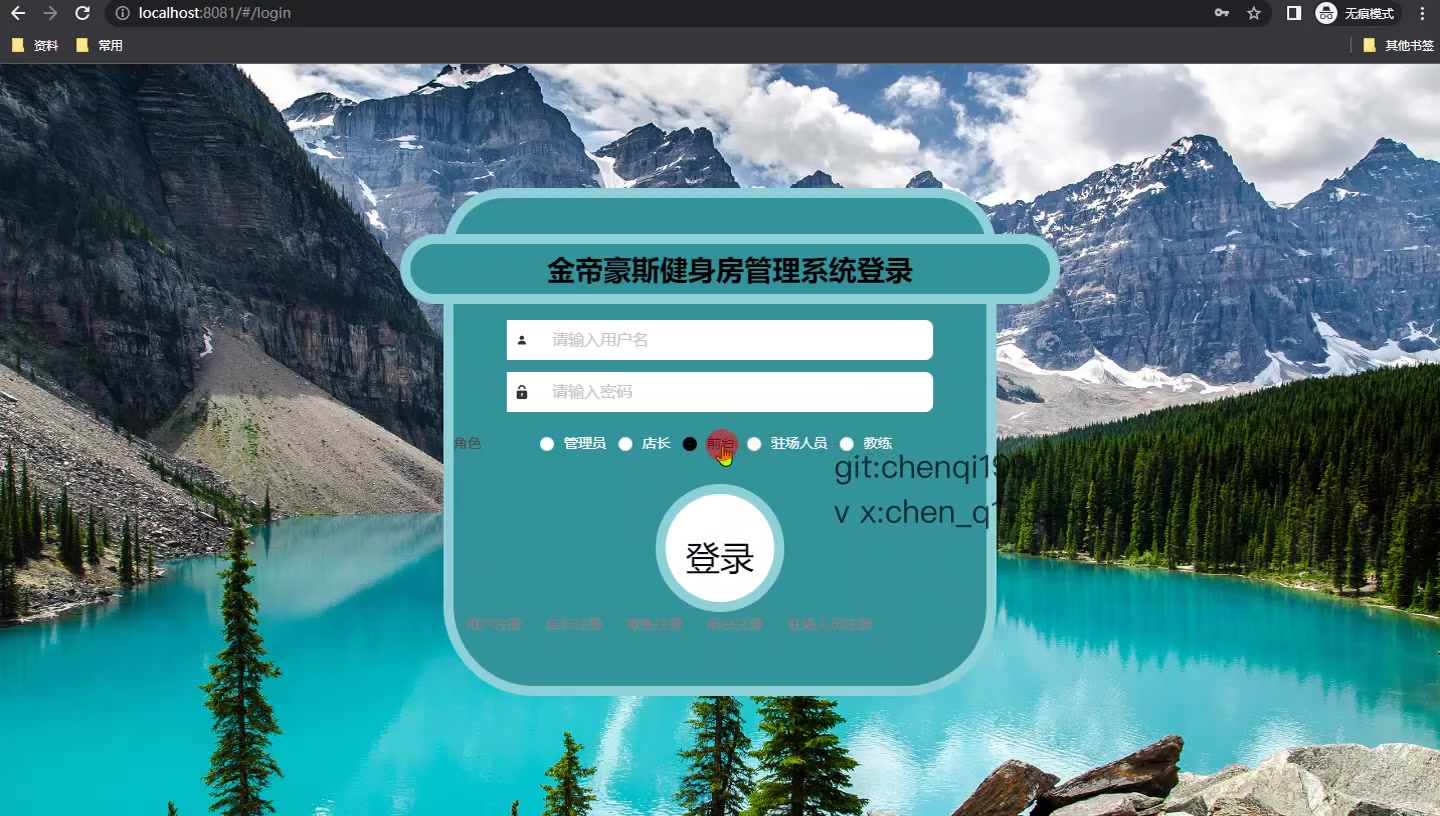 localhost:8081/#/login
无痕模式
资料
常用
其他书签
金帝豪斯健身房管理系统登录
请输入用户名
请输入密码
角色
管理员
店长
前台
驻场人员
教练
git:chenqi19
v x:chen_q1
登录
用户注册
店长注册
教练注册
前台注册
驻场人员注册